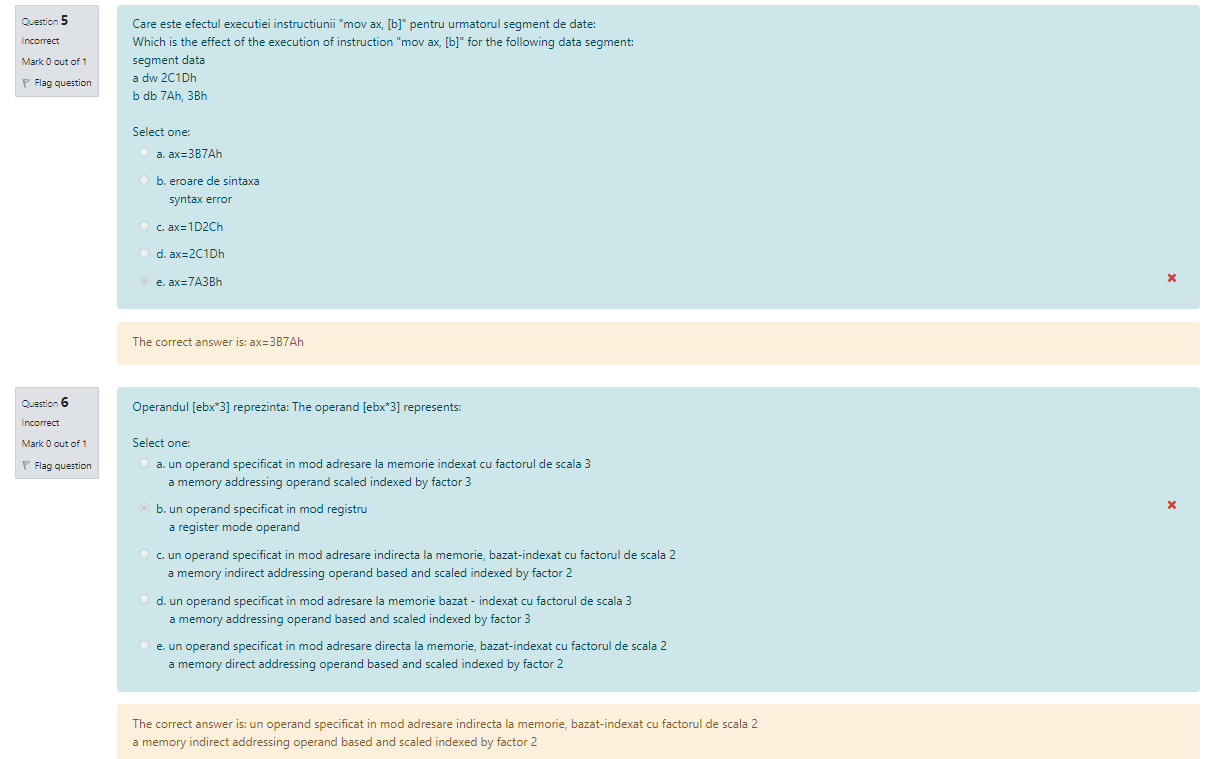 Question 5
Incorrect
Mark 0 out of 1
Flag question
Care este efectul executiei instructiunii "mov ax, [b]" pentru urmatorul segment de date:
Which is the effect of the execution of instruction "mov ax, [b]" for the following data segment:
segment data
a dw 2C1Dh
b db 7Ah, 3Bh
Select one:
a. ax=3B7Ah
b. eroare de sintaxa
syntax error
c. ax=1D2Ch
d. ax=2C1Dh
e. ax=7A3Bh
The correct answer is: ax=3B7Ah
Question 6
Incorrect
Mark 0 out of 1
Flag question
Operandul [ebx*3] reprezinta: The operand [ebx*3] represents:
Select one:
a. un operand specificat in mod adresare la memorie indexat cu factorul de scala 3
a memory addressing operand scaled indexed by factor 3
b. un operand specificat in mod registru
a register mode operand
c. un operand specificat in mod adresare indirecta la memorie, bazat-indexat cu factorul de scala 2
a memory indirect addressing operand based and scaled indexed by factor 2
d. un operand specificat in mod adresare la memorie bazat - indexat cu factorul de scala 3
a memory addressing operand based and scaled indexed by factor 3
e. un operand specificat in mod adresare directa la memorie, bazat-indexat cu factorul de scala 2
a memory direct addressing operand based and scaled indexed by factor 2
The correct answer is: un operand specificat in mod adresare indirecta la memorie, bazat-indexat cu factorul de scala 2
a memory indirect addressing operand based and scaled indexed by factor 2